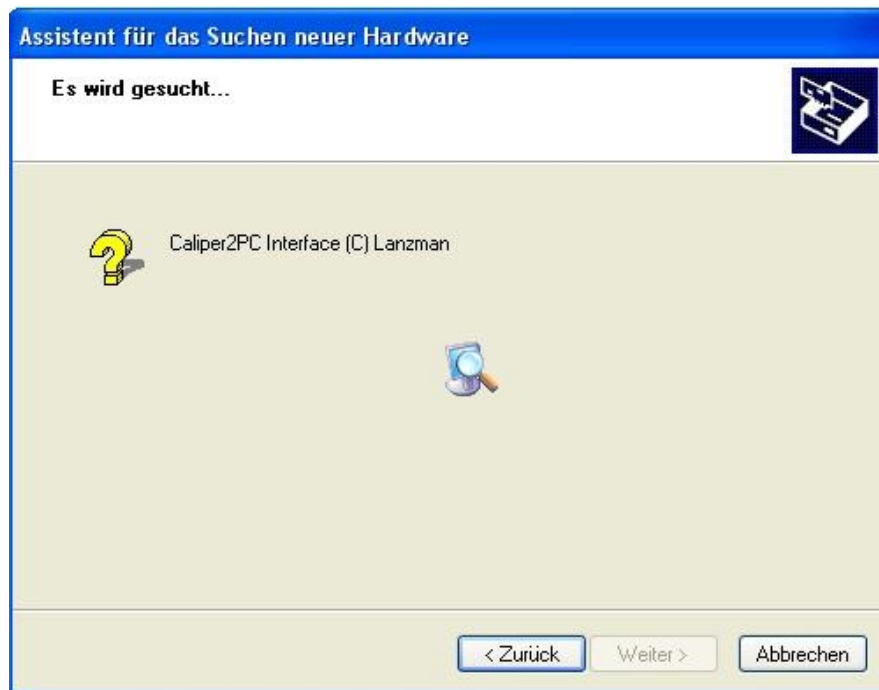 Assistent für das Suchen neuer Hardware
Es wird gesucht...
Caliper2PC Interface (C) Lanzman
< Zurück
Weiter >
Abbrechen